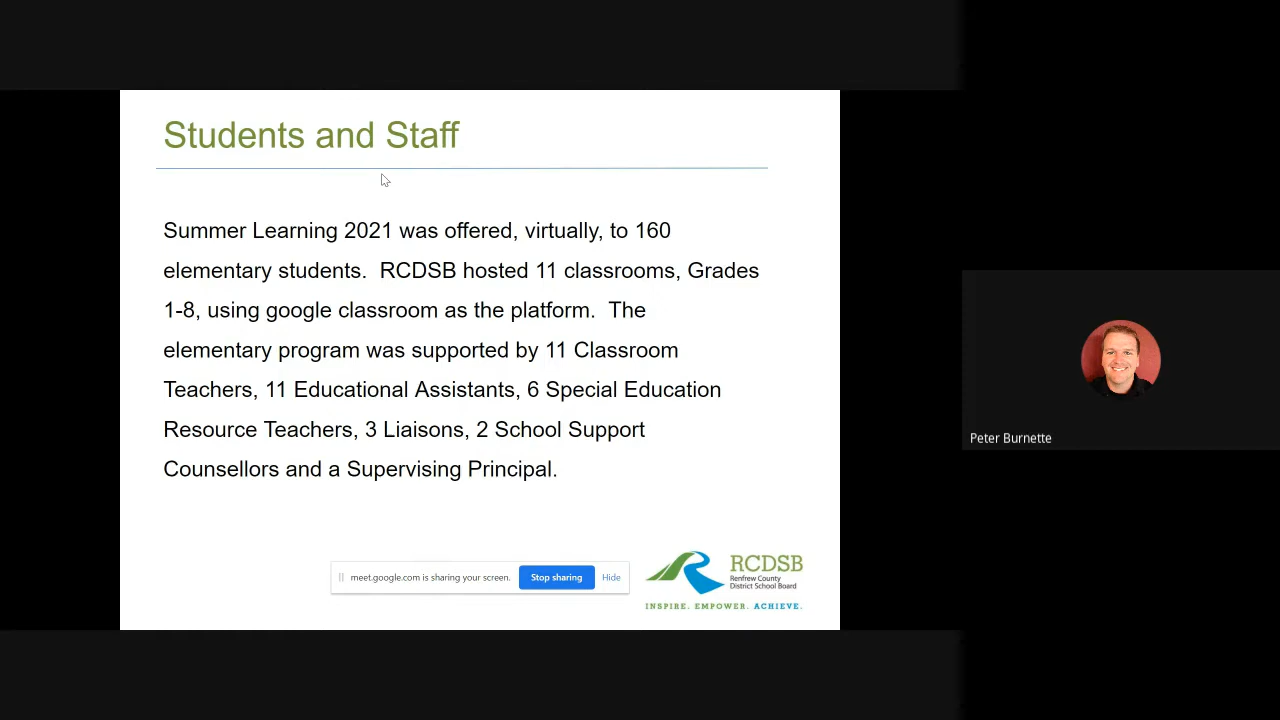 Students and Staff
Summer Learning 2021 was offered, virtually, to 160
elementary students.  RCDSB hosted 11 classrooms, Grades
1-8, using google classroom as the platform.  The
elementary program was supported by 11 Classroom
Teachers, 11 Educational Assistants, 6 Special Education
Resource Teachers, 3 Liaisons, 2 School Support
Counsellors and a Supervising Principal.
meet.google.com is sharing your screen. Stop sharing Hide
RCDSB
Renfrew County
District School Board
INSPIRE. EMPOWER. ACHIEVE.
Peter Burnette